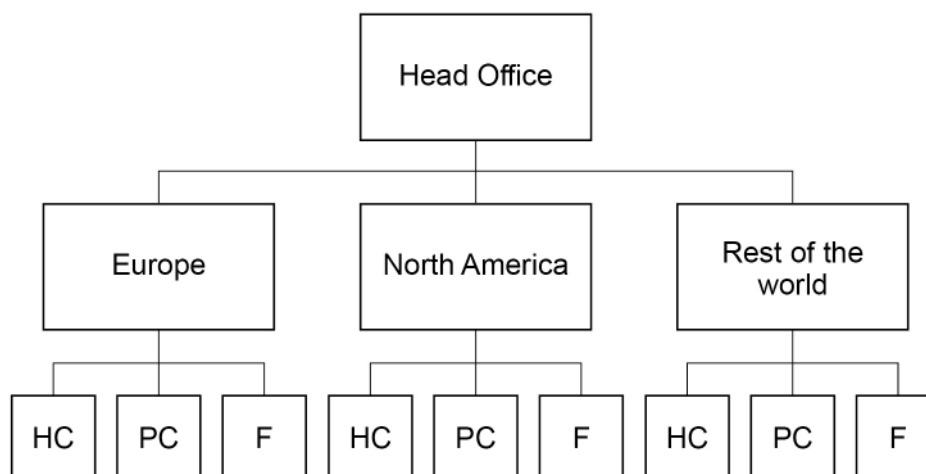 Head Office
Europe
North America
Rest of the
world
HC
PC
F
HC
PC
F
HC
PC
F